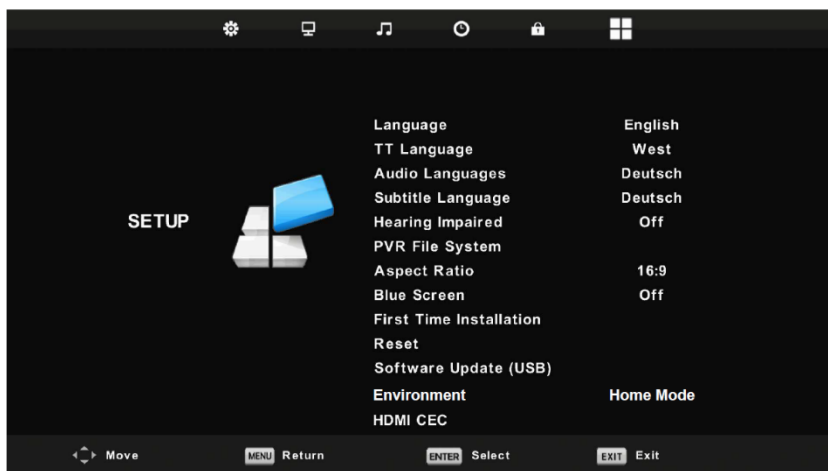 Language English
TT Language West
Audio Languages Deutsch
Subtitle Language Deutsch
SETUP
Hearing Impaired Off
PVR File System
Aspect Ratio 16:9
Blue Screen Off
First Time Installation
Reset
Software Update (USB)
Environment Home Mode
HDMI CEC
Move MENU Return ENTER Select EXIT Exit